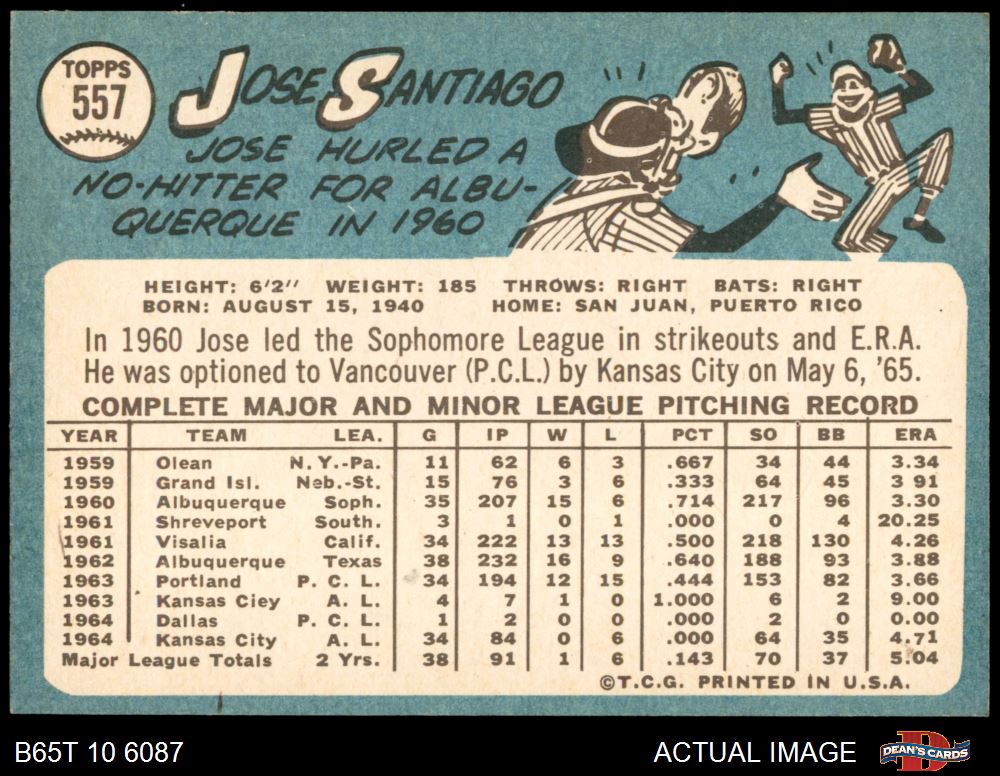 TOPPS
557
JOSE SANTIAGO
JOSE HURLED A
NO-HITTER FOR ALBU-
QUERQUE IN 1960
HEIGHT: 6'2" WEIGHT: 185 THROWS: RIGHT BATS: RIGHT
BORN: AUGUST 15, 1940 HOME: SAN JUAN, PUERTO RICO
In 1960 Jose led the Sophomore League in strikeouts and E.R.A.
He was optioned to Vancouver (P.C.L.) by Kansas City on May 6, '65.
COMPLETE MAJOR AND MINOR LEAGUE PITCHING RECORD
YEAR TEAM LEA. G IP W L PCT SO BB ERA
1959 Olean N.Y.-Pa. 11 62 6 3 .667 34 44 3.34
1959 Grand Isl. Neb.-St. 15 76 3 6 .333 64 45 3 91
1960 Albuquerque Soph. 35 207 15 6 .714 217 96 3.30
1961 Shreveport South. 3 1 0 1 .000 0 4 20.25
1961 Visalia Calif. 34 222 13 13 .500 218 130 4.26
1962 Albuquerque Texas 38 232 16 9 .640 188 93 3.88
1963 Portland P. C. L. 34 194 12 15 .444 153 82 3.66
1963 Kansas Ciey A. L. 4 7 1 0 1.000 6 2 9.00
1964 Dallas P. C. L. 1 2 0 0 .000 2 0 0.00
1964 Kansas City A. L. 34 84 0 6 .000 64 35 4.71
Major League Totals 2 Yrs. 38 91 1 6 .143 70 37 5.04
©T.C.G. PRINTED IN U.S.A.
B65T 10 6087 ACTUAL IMAGE DEAN'S CARDS